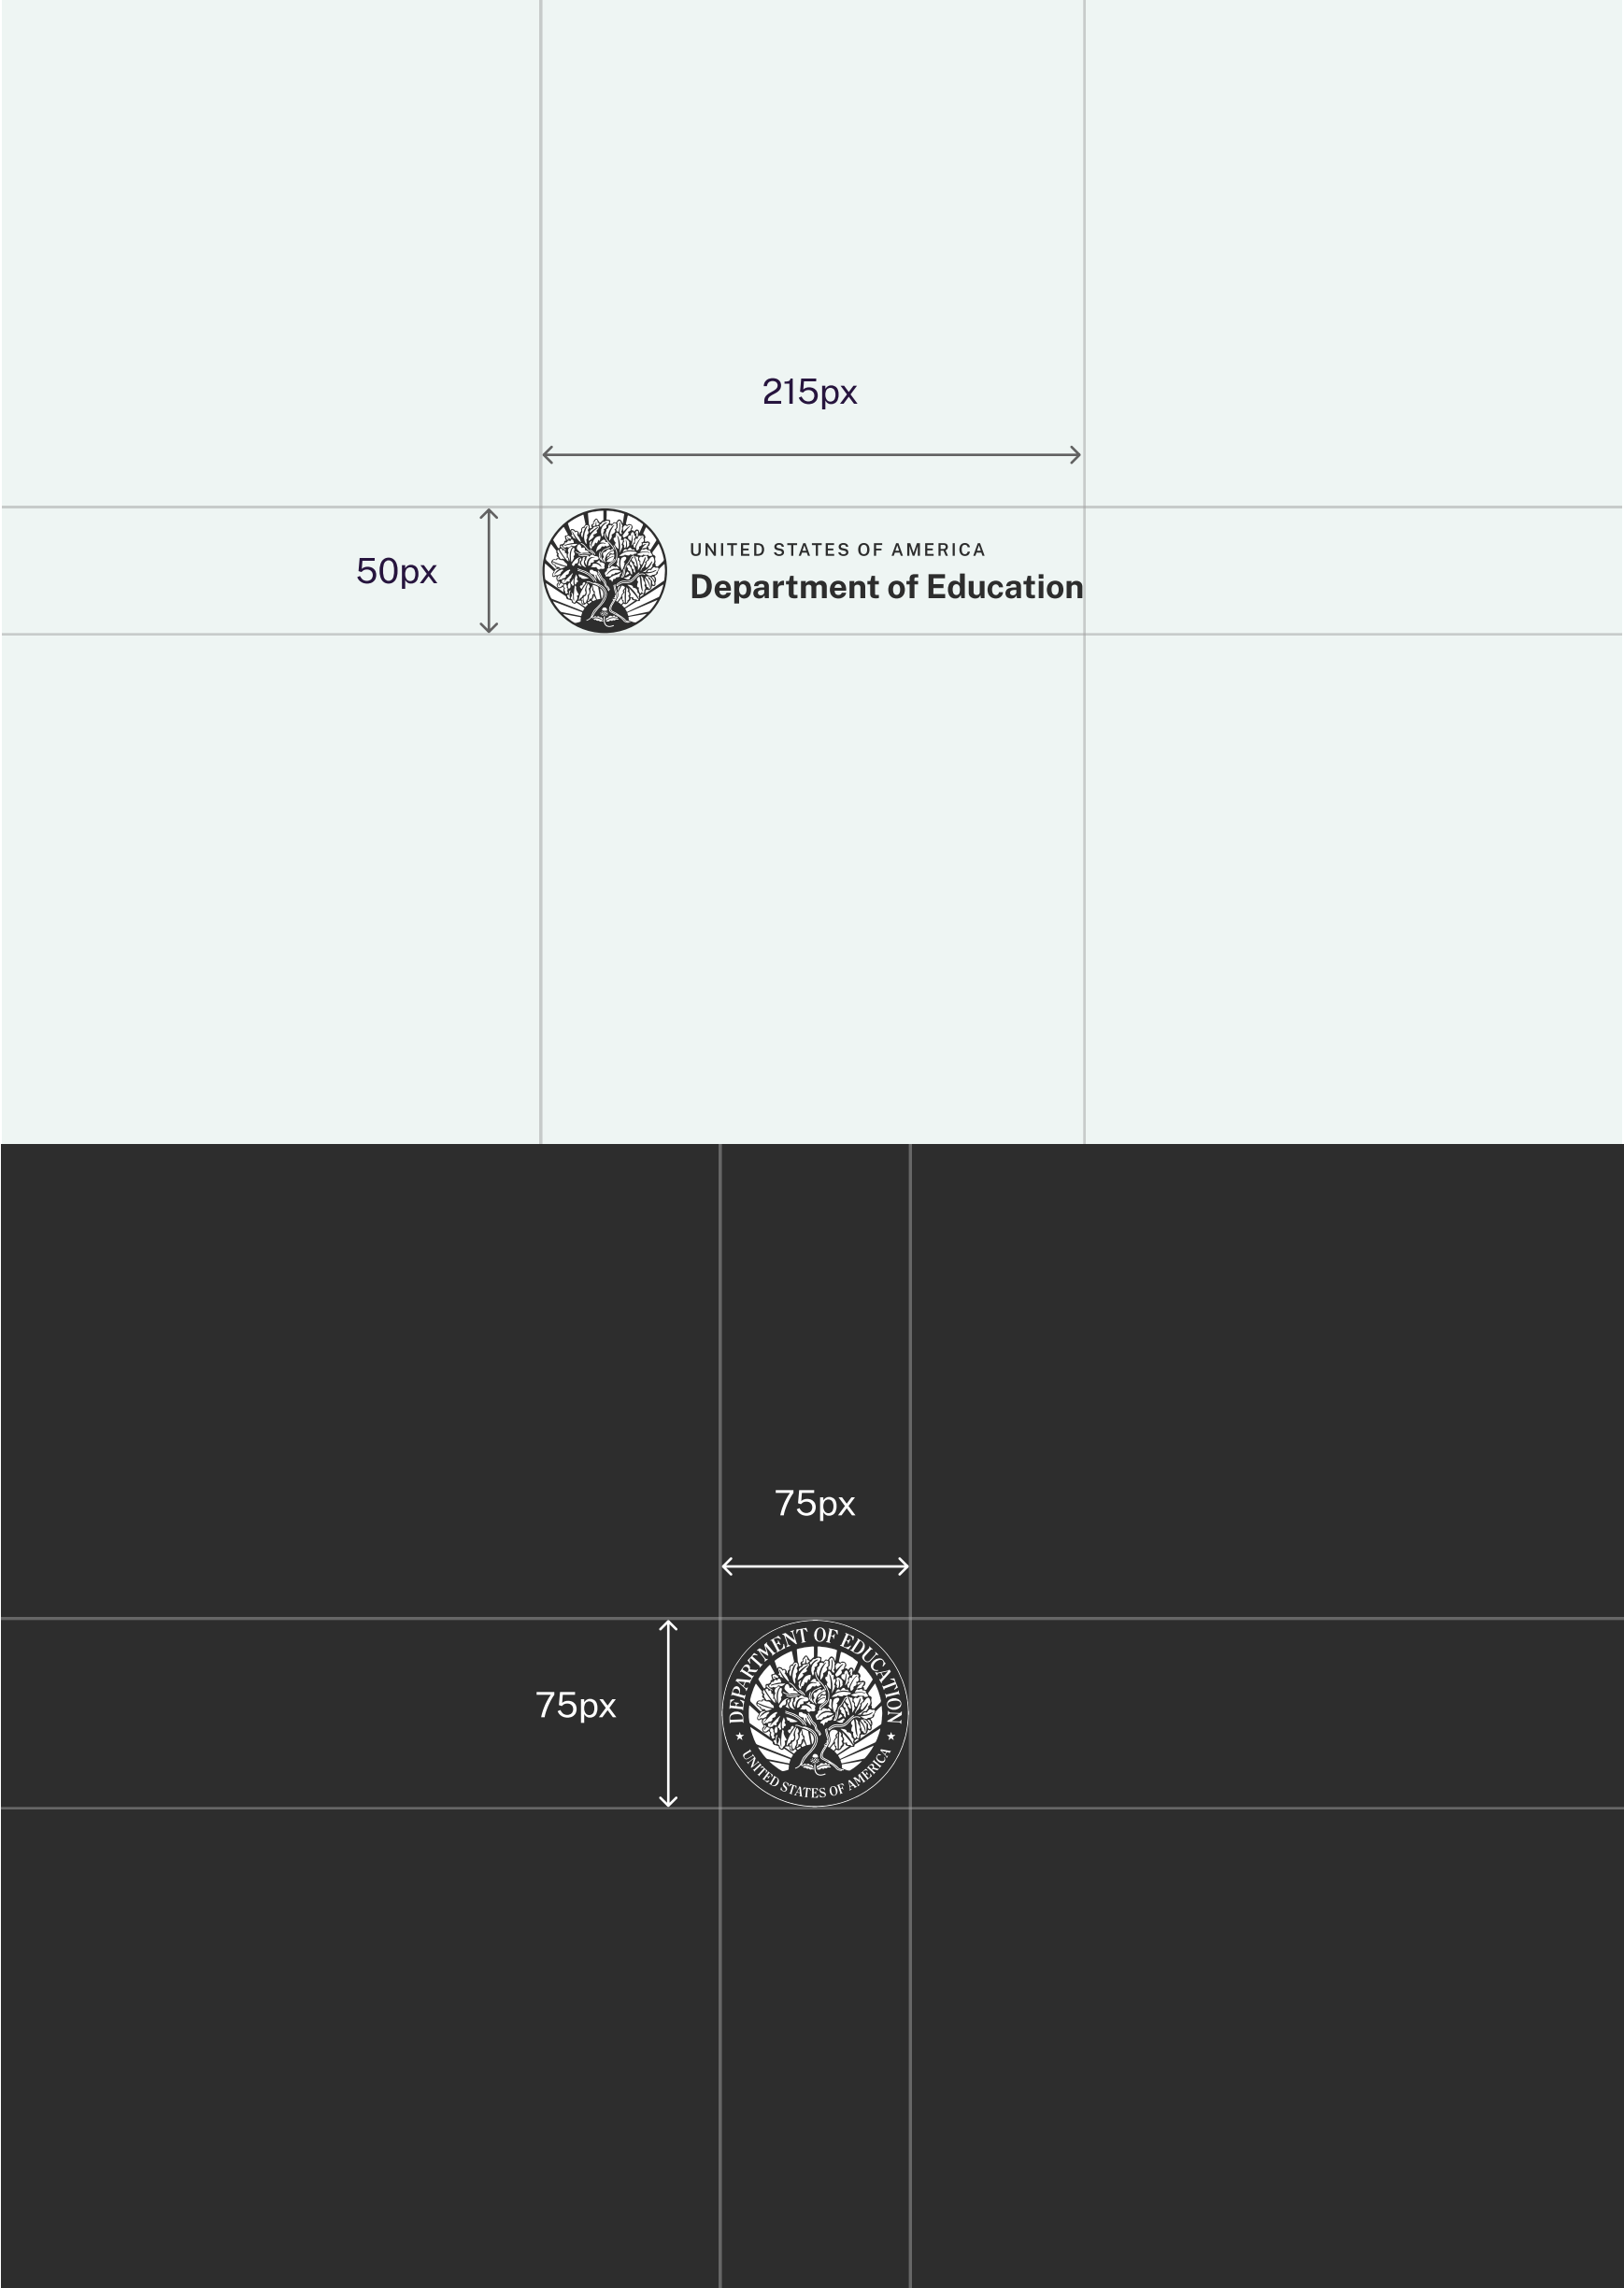 215px
50px
UNITED STATES OF AMERICA
Department of Education
75px
75px
DEPARTMENT OF EDUCATION
★ UNITED STATES OF AMERICA ★